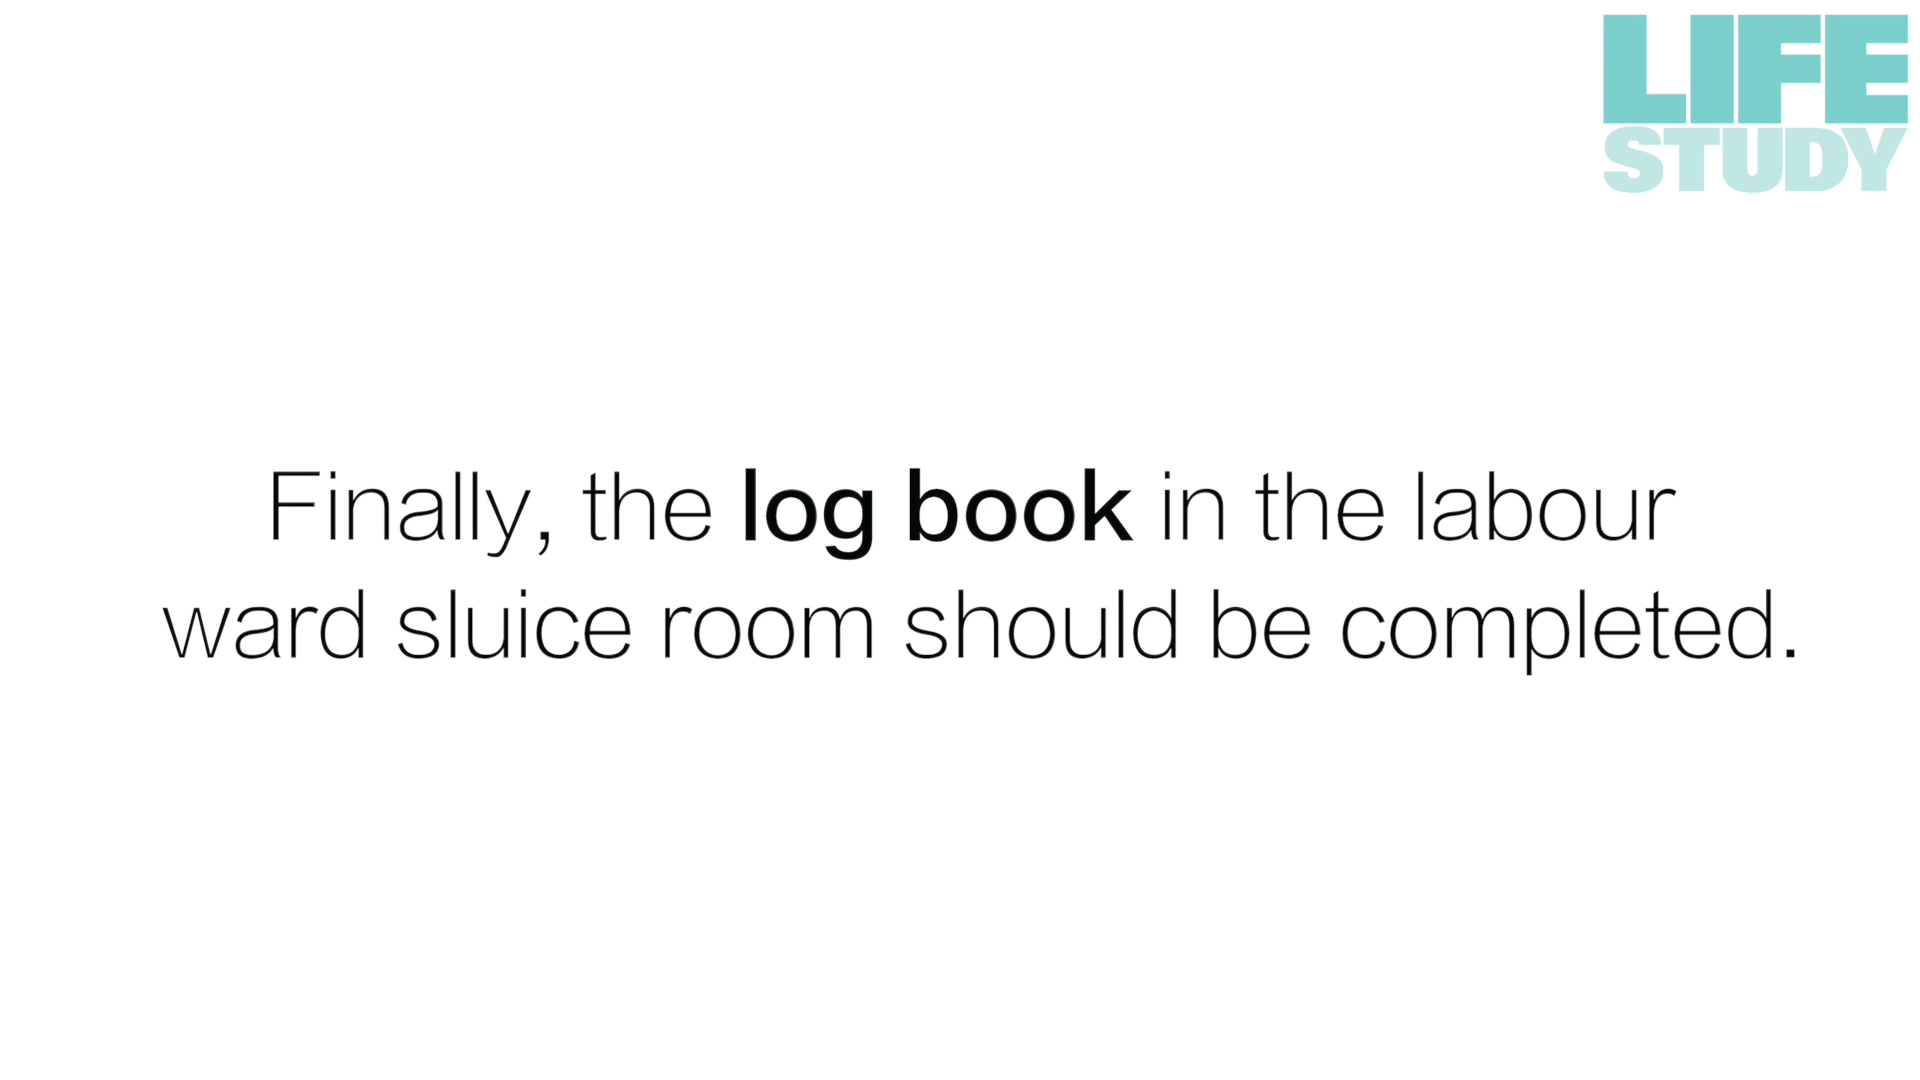 LIFE
STUDY
Finally, the log book in the labour
ward sluice room should be completed.